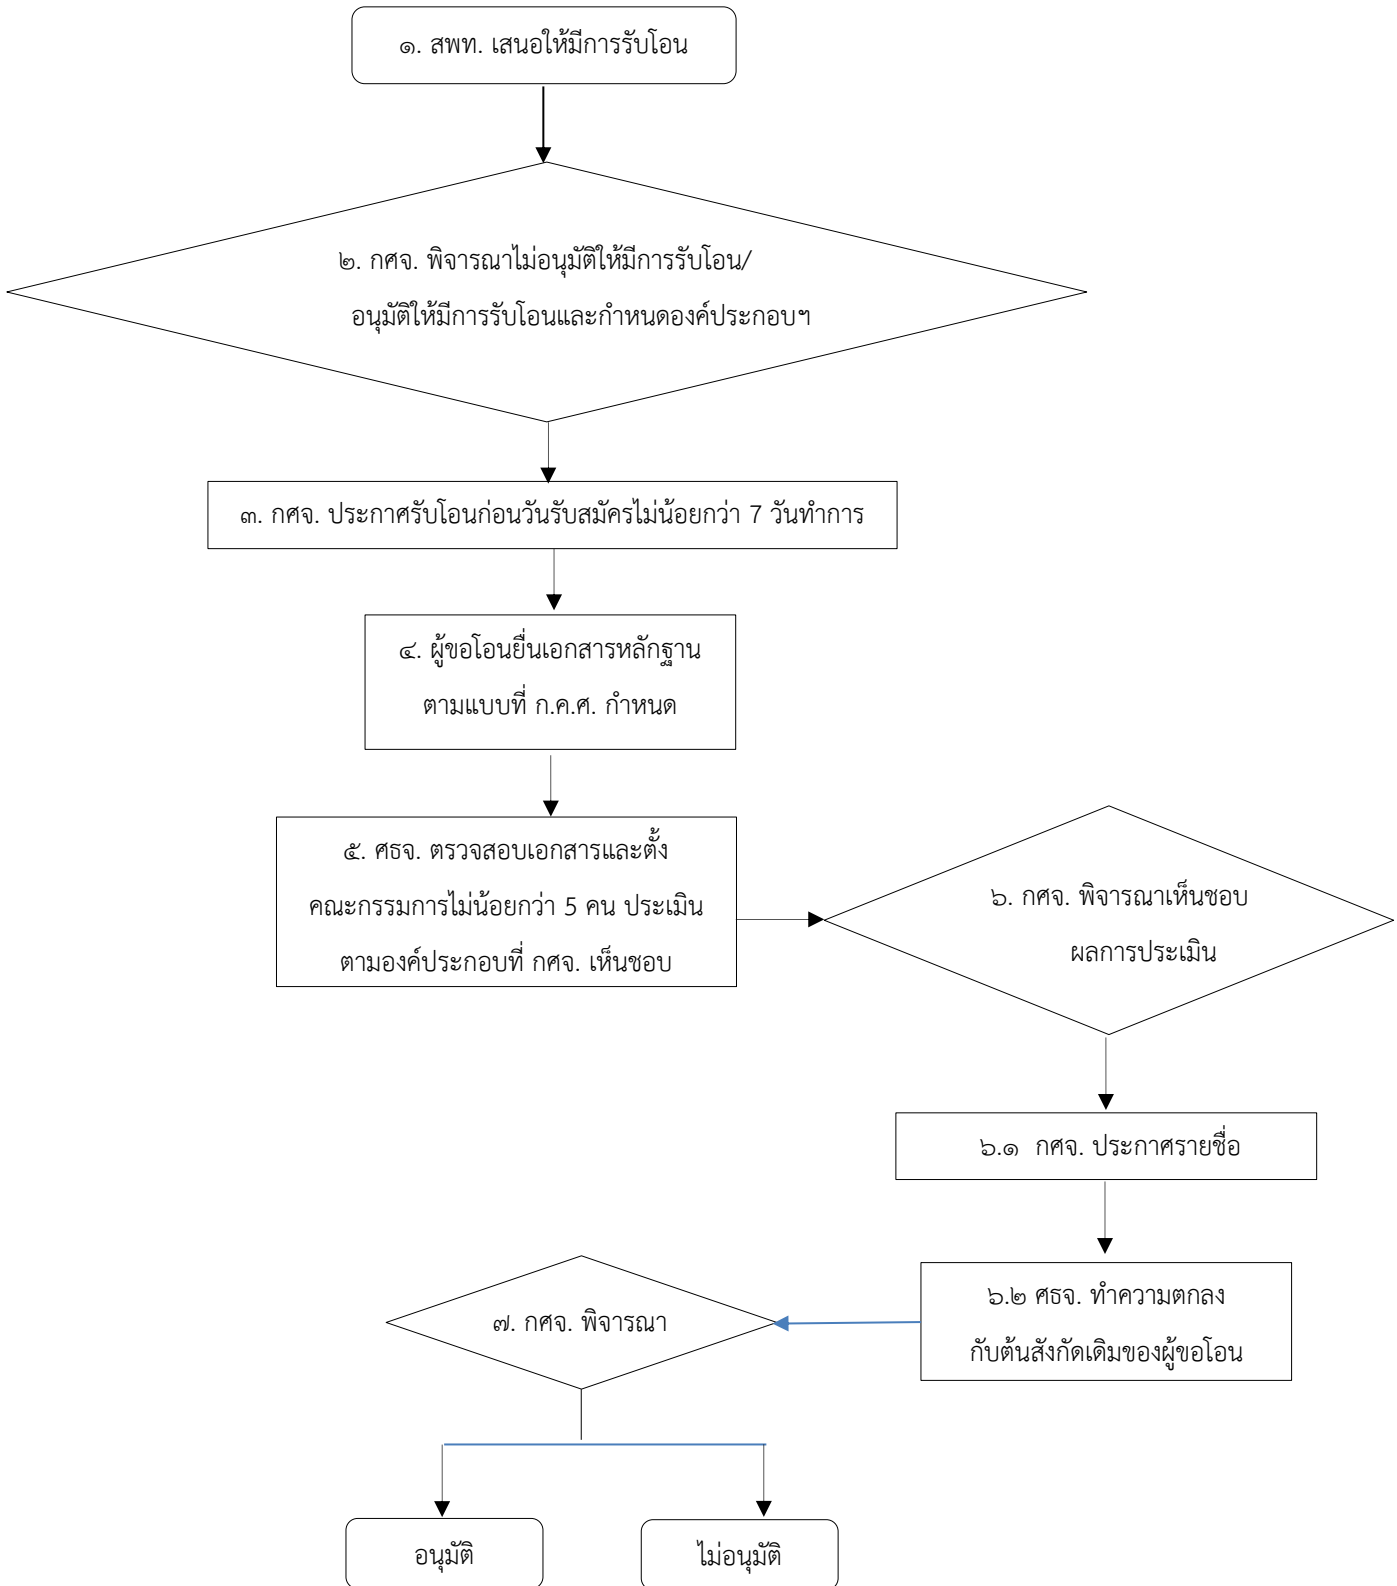 ๑. สพท. เสนอให้มีการรับโอน
๒. กศจ. พิจารณาไม่อนุมัติให้มีการรับโอน/
อนุมัติให้มีการรับโอนและกำหนดองค์ประกอบฯ
๓. กศจ. ประกาศรับโอนก่อนวันรับสมัครไม่น้อยกว่า 7 วันทำการ
๔. ผู้ขอโอนยื่นเอกสารหลักฐาน
ตามแบบที่ ก.ค.ศ. กำหนด
๕. ศธจ. ตรวจสอบเอกสารและตั้ง
คณะกรรมการไม่น้อยกว่า 5 คน ประเมิน
ตามองค์ประกอบที่ กศจ. เห็นชอบ
๖. กศจ. พิจารณาเห็นชอบ
ผลการประเมิน
๖.๑ กศจ. ประกาศรายชื่อ
๖.๒ ศธจ. ทำความตกลง
กับต้นสังกัดเดิมของผู้ขอโอน
๗. กศจ. พิจารณา
อนุมัติ
ไม่อนุมัติ